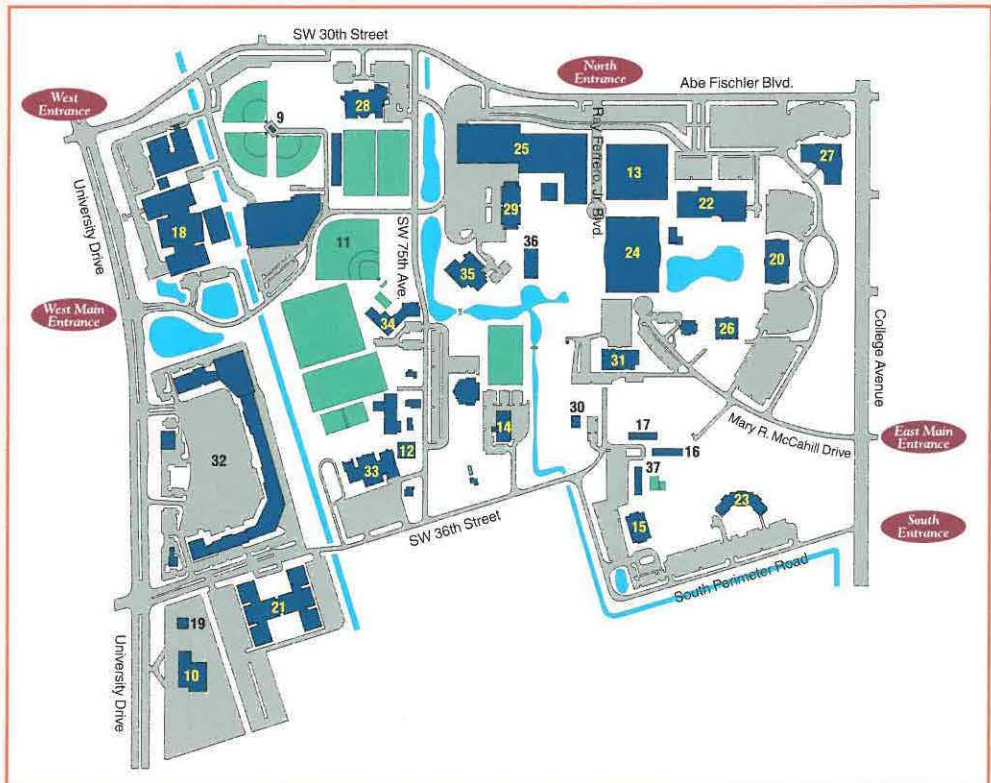 SW 30th Street
North
Entrance
Abe Fischler Blvd.
West
Entrance
28
9
25
Ray Ferrero, Jr. Blvd.
13
27
22
University Drive
18
29
11
SW 75th Ave.
36
24
20
35
West Main
Entrance
34
26
College Avenue
31
32
14
30
17
Mary R. McCahill Drive
East Main
Entrance
12
16
33
37
23
South
Entrance
15
SW 36th Street
South Perimeter Road
21
19
10
University Drive